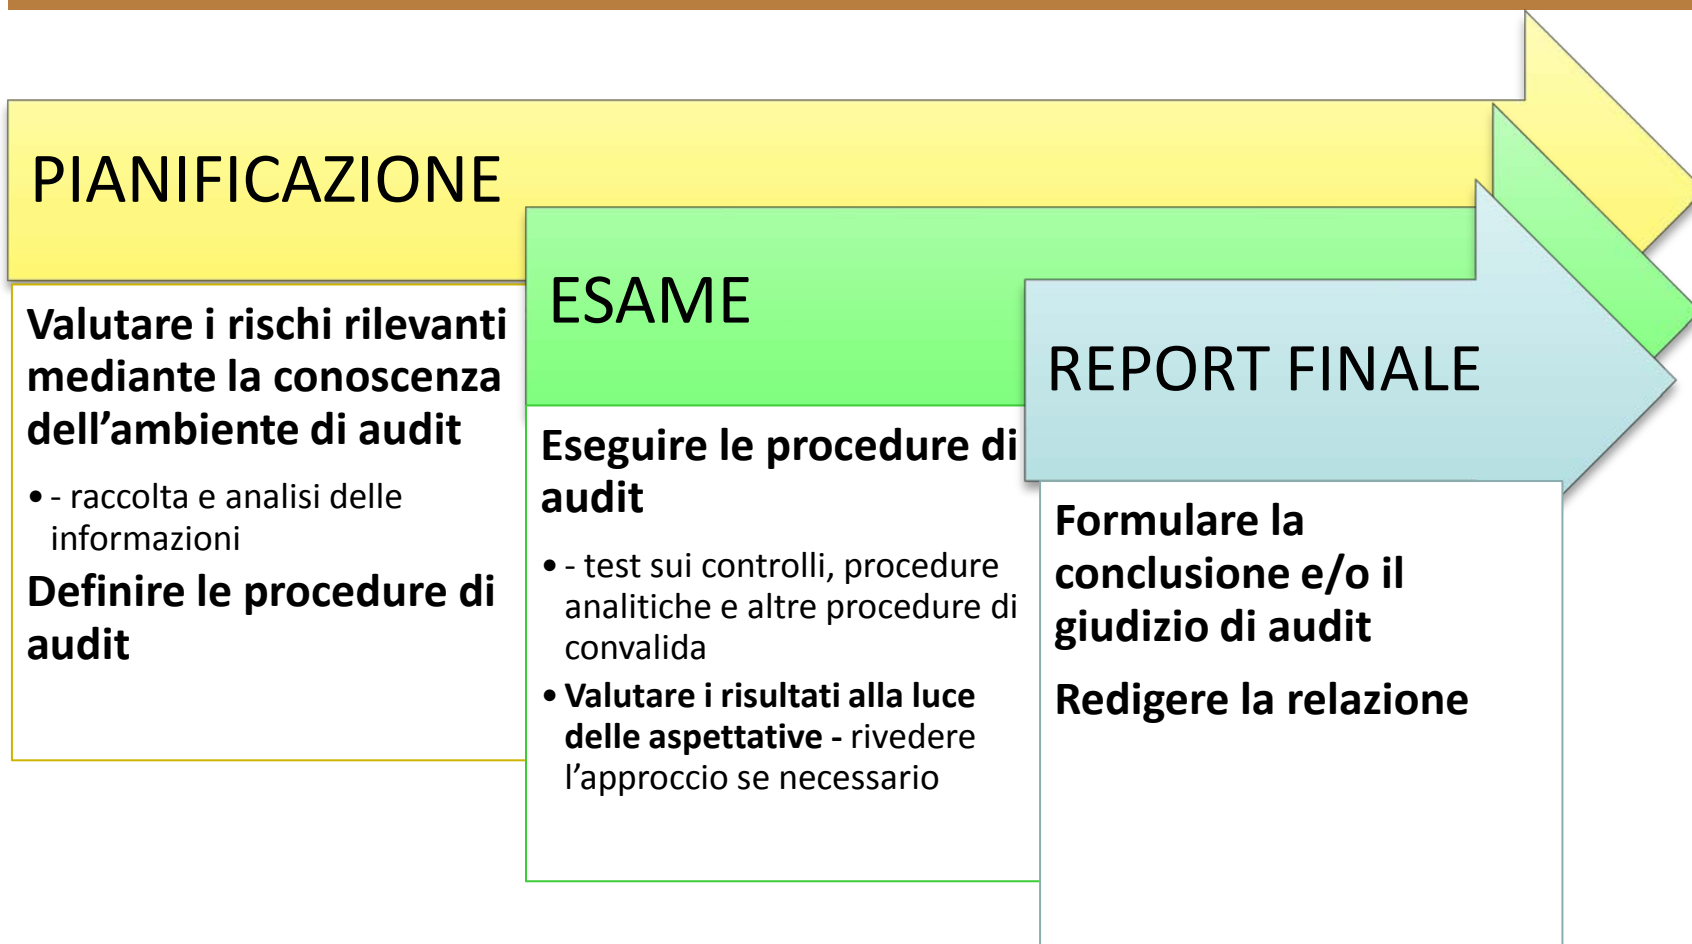 PIANIFICAZIONE
Valutare i rischi rilevanti
mediante la conoscenza
dell’ambiente di audit
• - raccolta e analisi delle
informazioni
Definire le procedure di
audit
ESAME
Eseguire le procedure di
audit
• - test sui controlli, procedure
analitiche e altre procedure di
convalida
• Valutare i risultati alla luce
delle aspettative - rivedere
l’approccio se necessario
REPORT FINALE
Formulare la
conclusione e/o il
giudizio di audit
Redigere la relazione